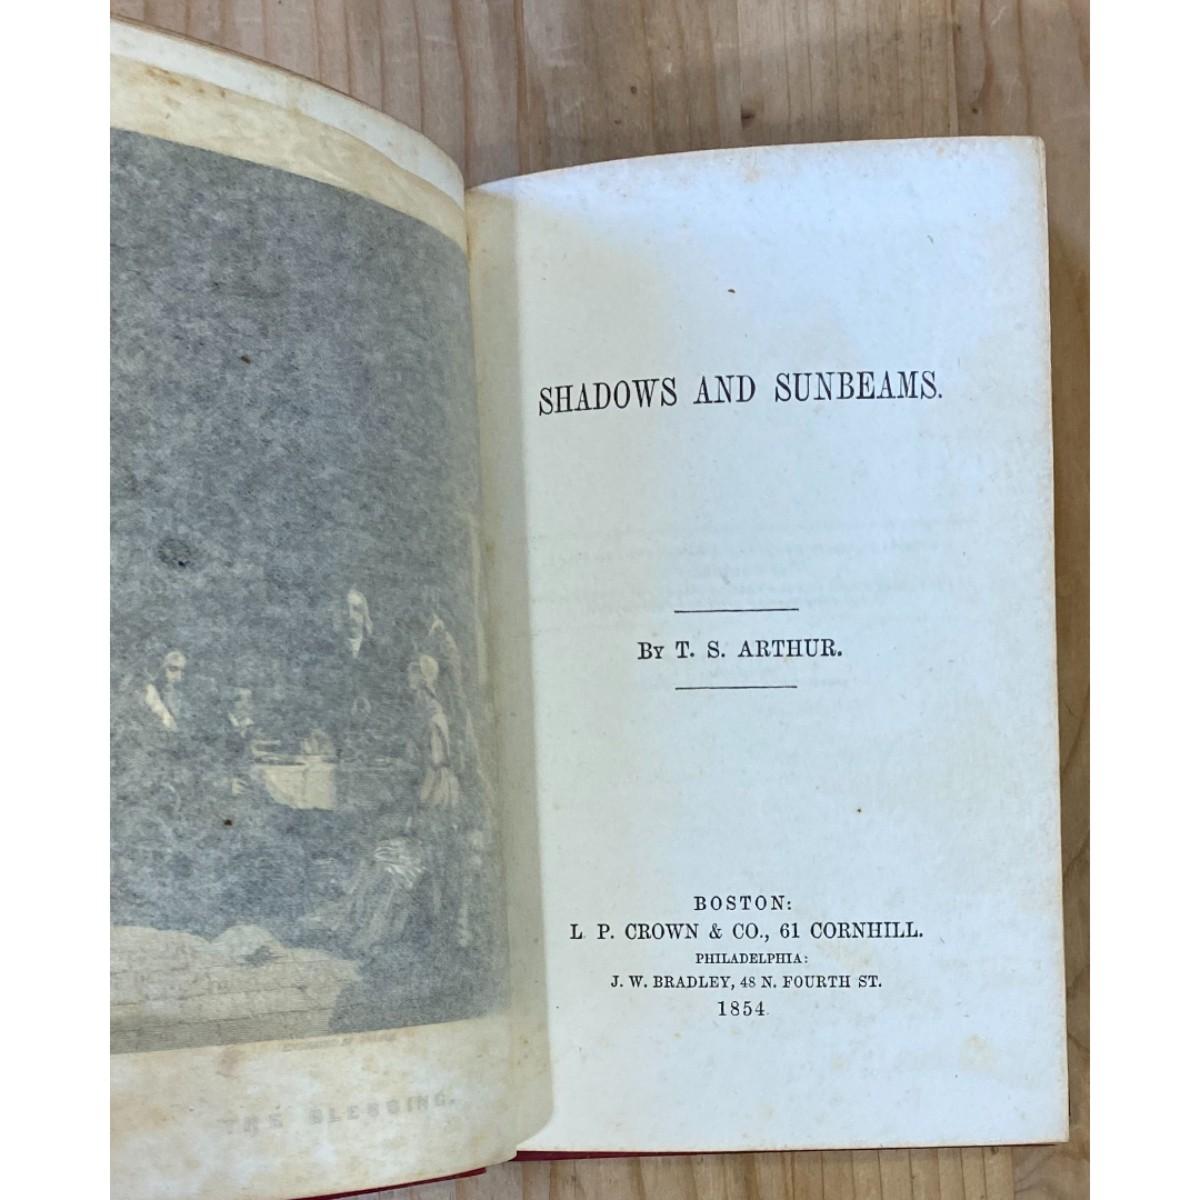 THE BLESSING.
SHADOWS AND SUNBEAMS.
By T. S. ARTHUR.
BOSTON:
L. P. CROWN & CO., 61 CORNHILL.
PHILADELPHIA:
J. W. BRADLEY, 48 N. FOURTH ST.
1854.